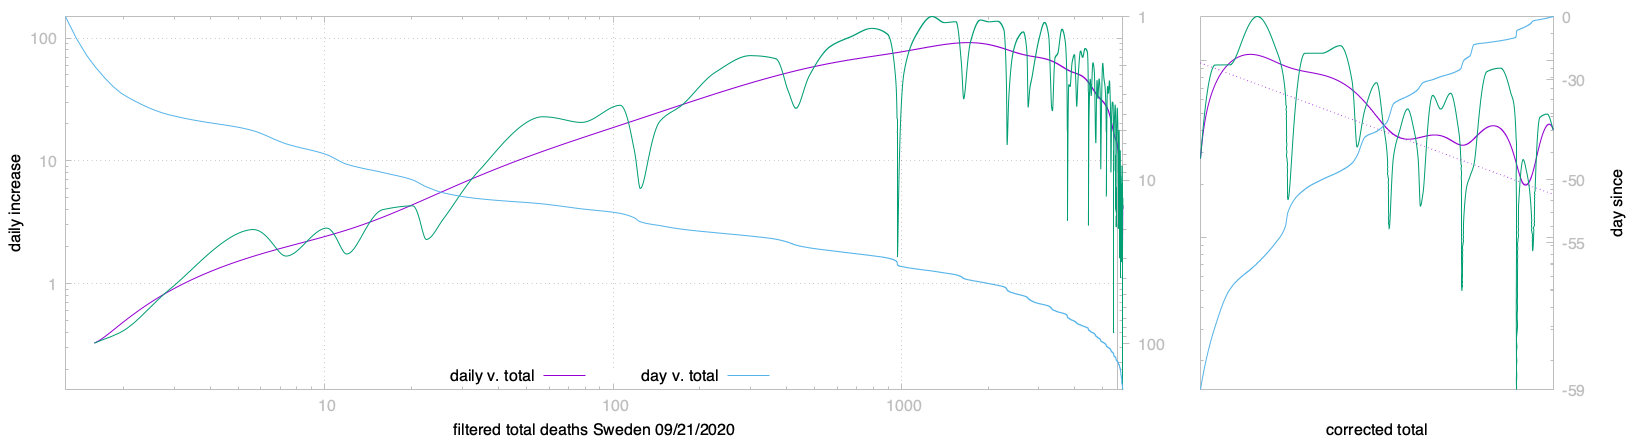 100
10
1
daily increase
1
10
100
daily v. total
day v. total
10
100
1000
filtered total deaths Sweden 09/21/2020
0
-30
-50
-55
-59
day since
corrected total